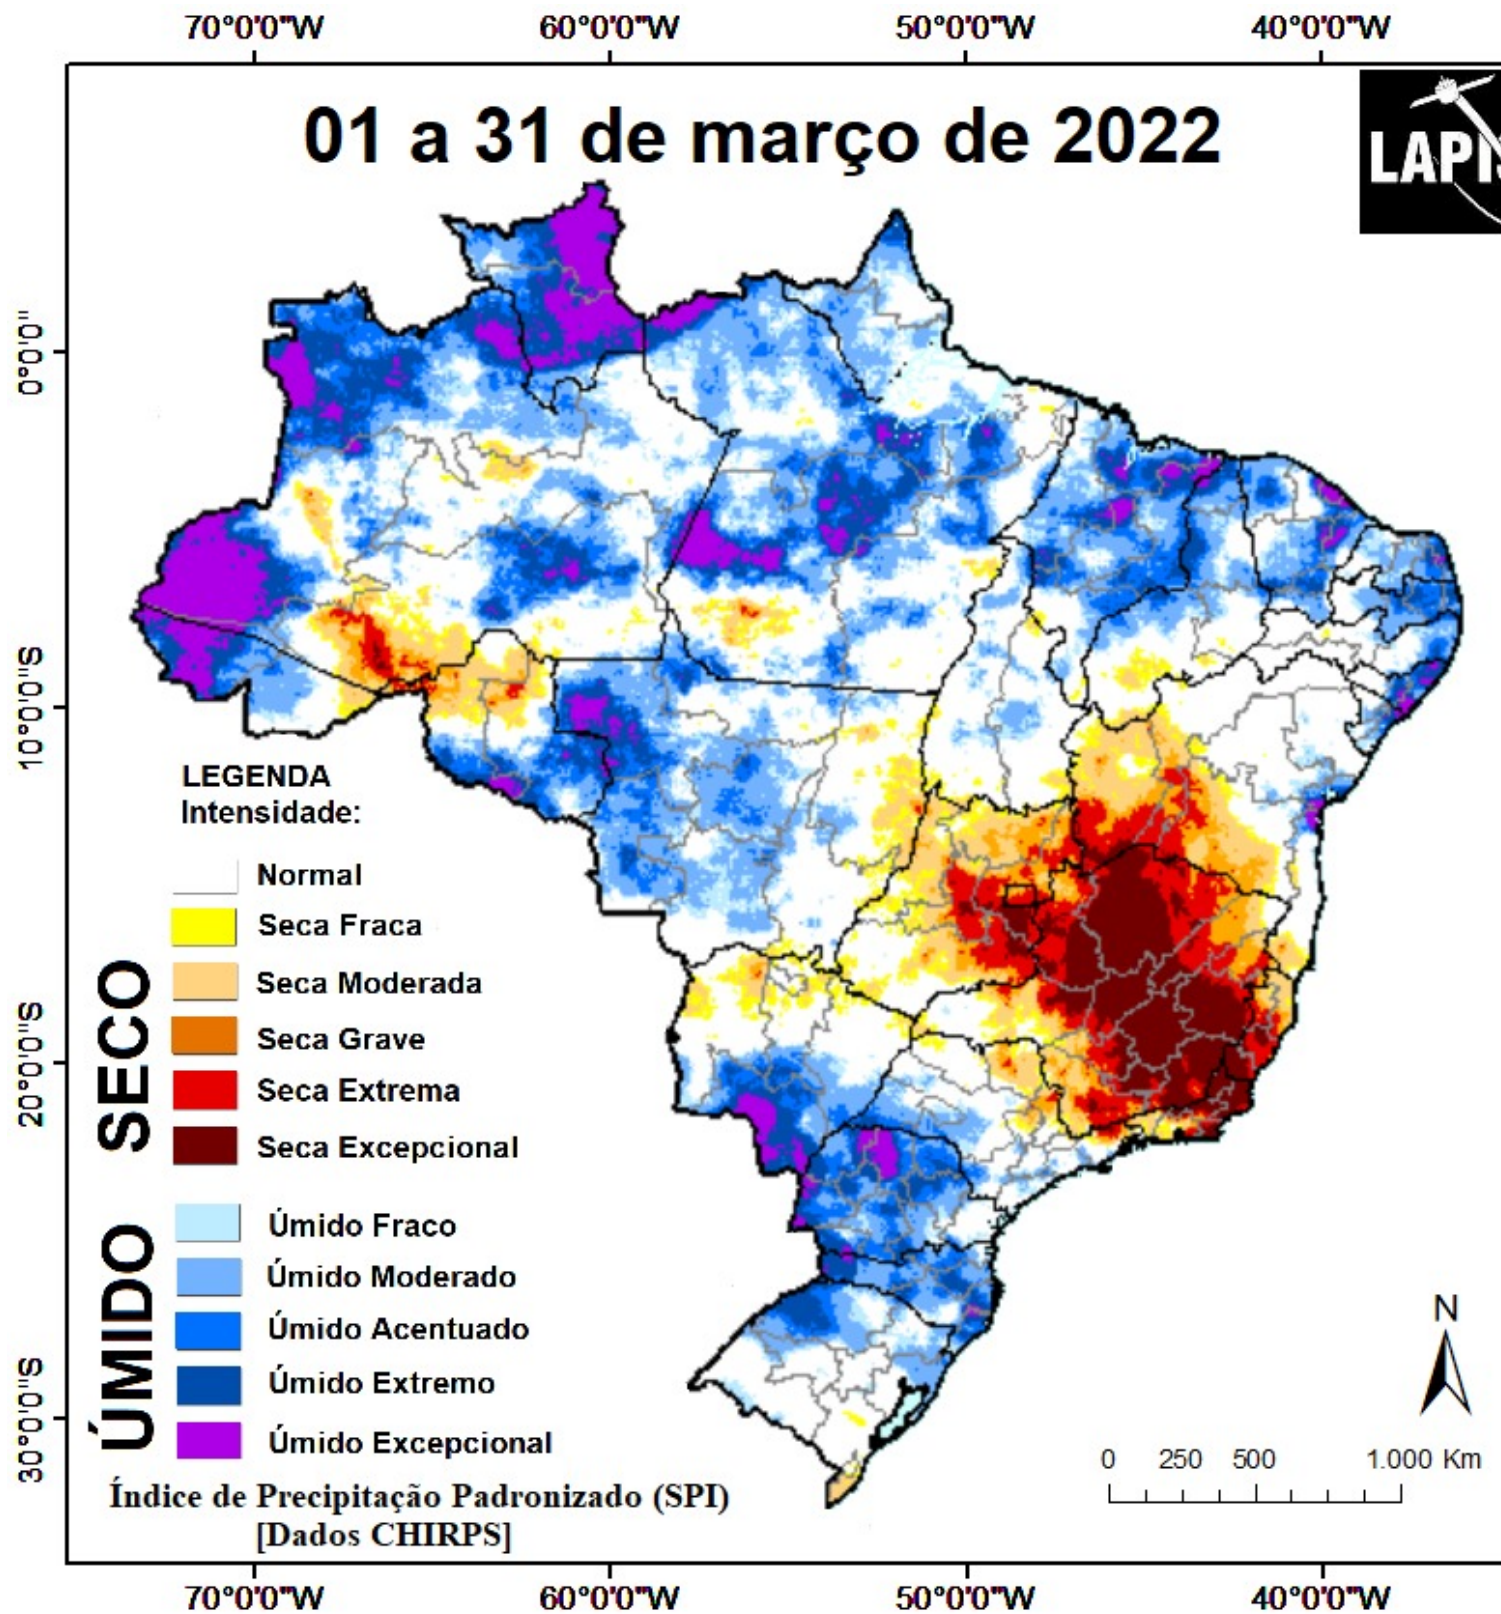 70°0'0"W 60°0'0"W 50°0'0"W 40°0'0"W
01 a 31 de março de 2022
LAPIS
0°0'0"
10°0'0"S
20°0'0"S
30°0'0"S
LEGENDA
Intensidade:
SECO
Normal
Seca Fraca
Seca Moderada
Seca Grave
Seca Extrema
Seca Excepcional
ÚMIDO
Úmido Fraco
Úmido Moderado
Úmido Acentuado
Úmido Extremo
Úmido Excepcional
Índice de Precipitação Padronizado (SPI)
[Dados CHIRPS]
N
0 250 500 1.000 Km
70°0'0"W 60°0'0"W 50°0'0"W 40°0'0"W